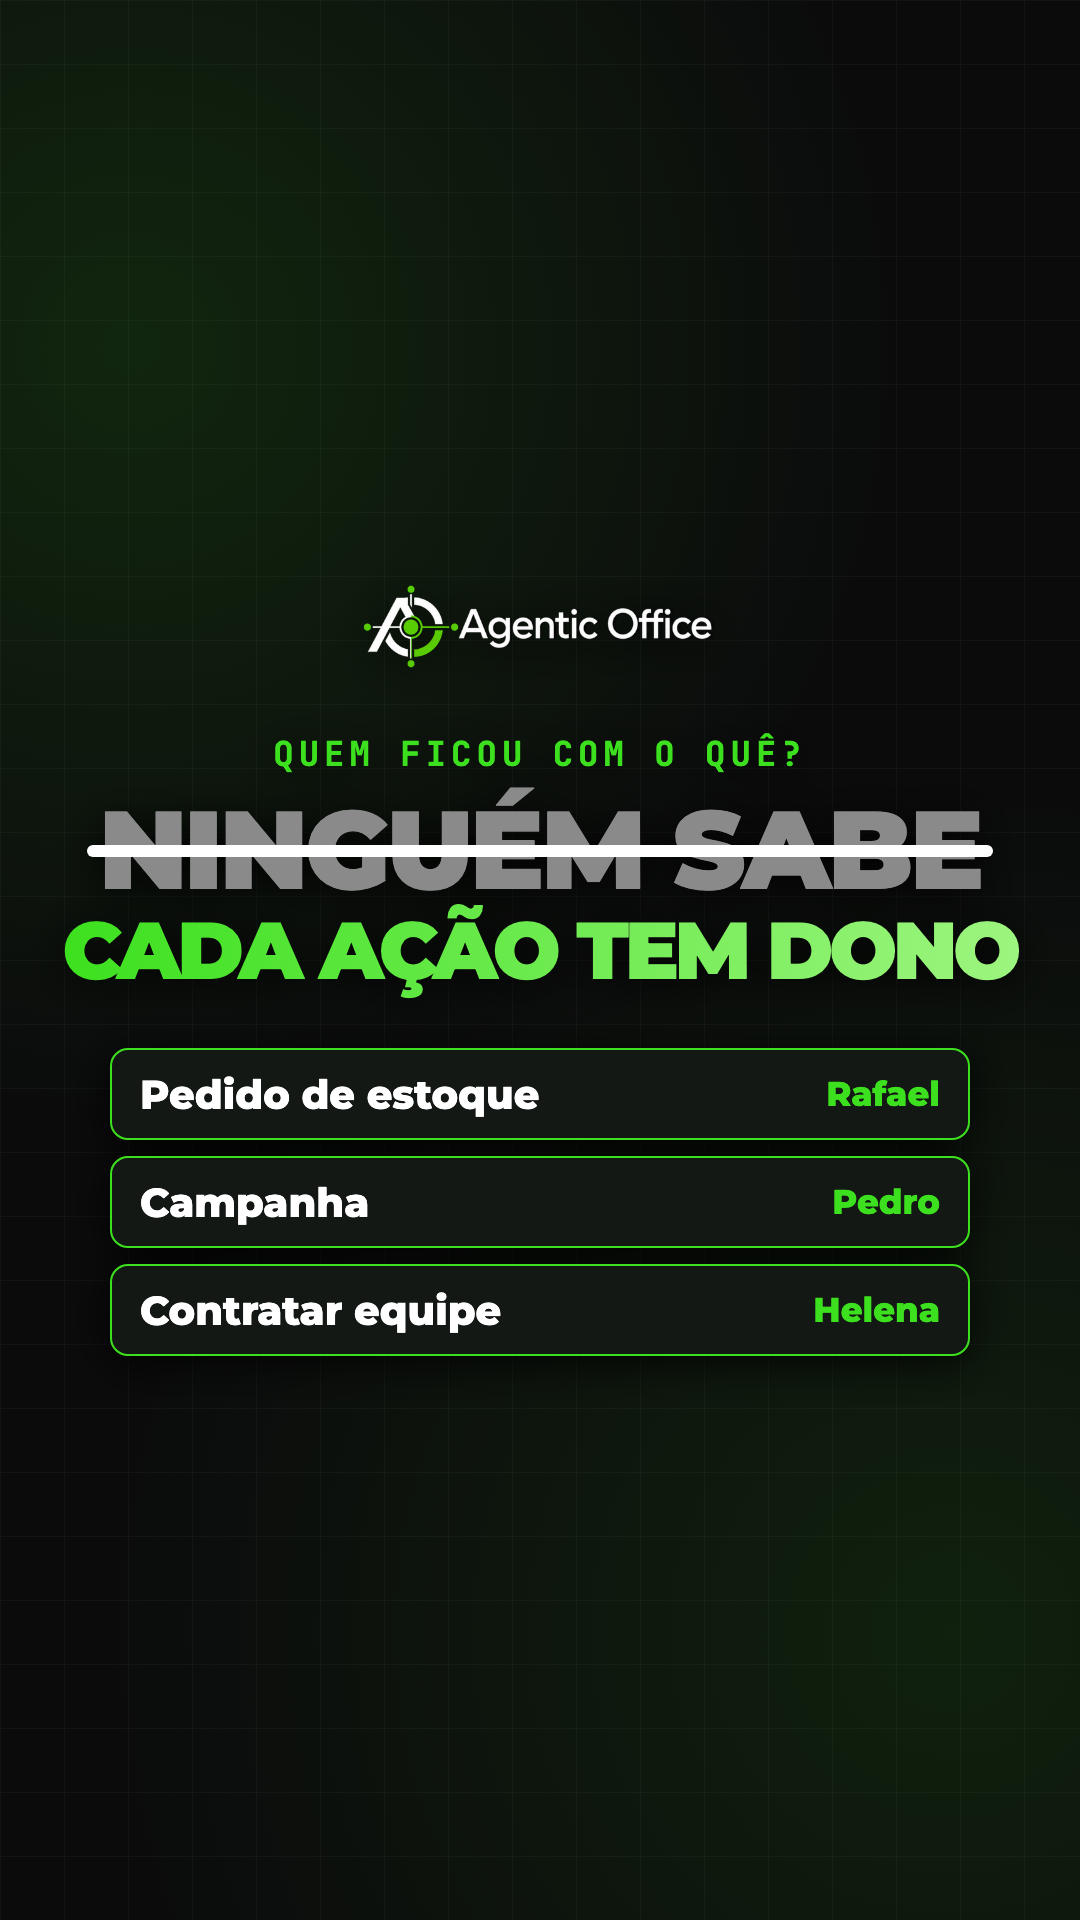 Agentic Office
QUEM FICOU COM O QUÊ?
NINGUÉM SABE
CADA AÇÃO TEM DONO
Pedido de estoque Rafael
Campanha Pedro
Contratar equipe Helena